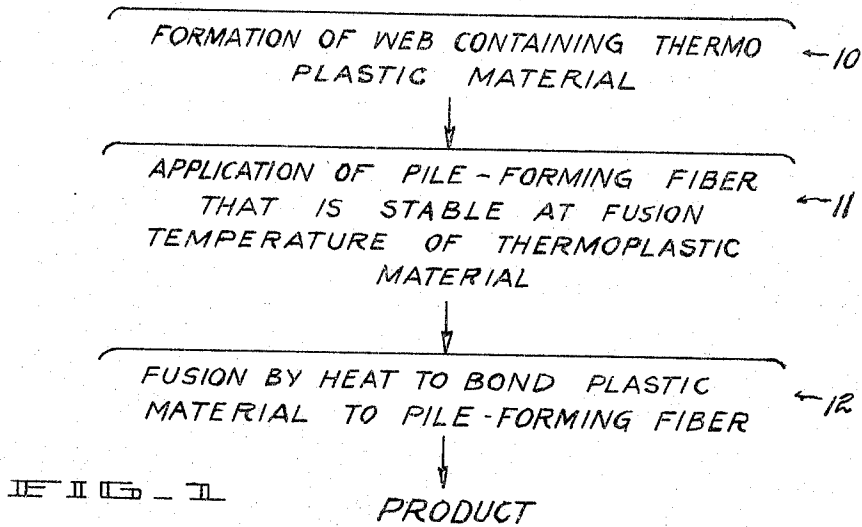 FORMATION OF WEB CONTAINING THERMO
PLASTIC MATERIAL
10
APPLICATION OF PILE-FORMING FIBER
THAT IS STABLE AT FUSION
TEMPERATURE OF THERMOPLASTIC
MATERIAL
11
FUSION BY HEAT TO BOND PLASTIC
MATERIAL TO PILE-FORMING FIBER
12
PRODUCT
FIG_1